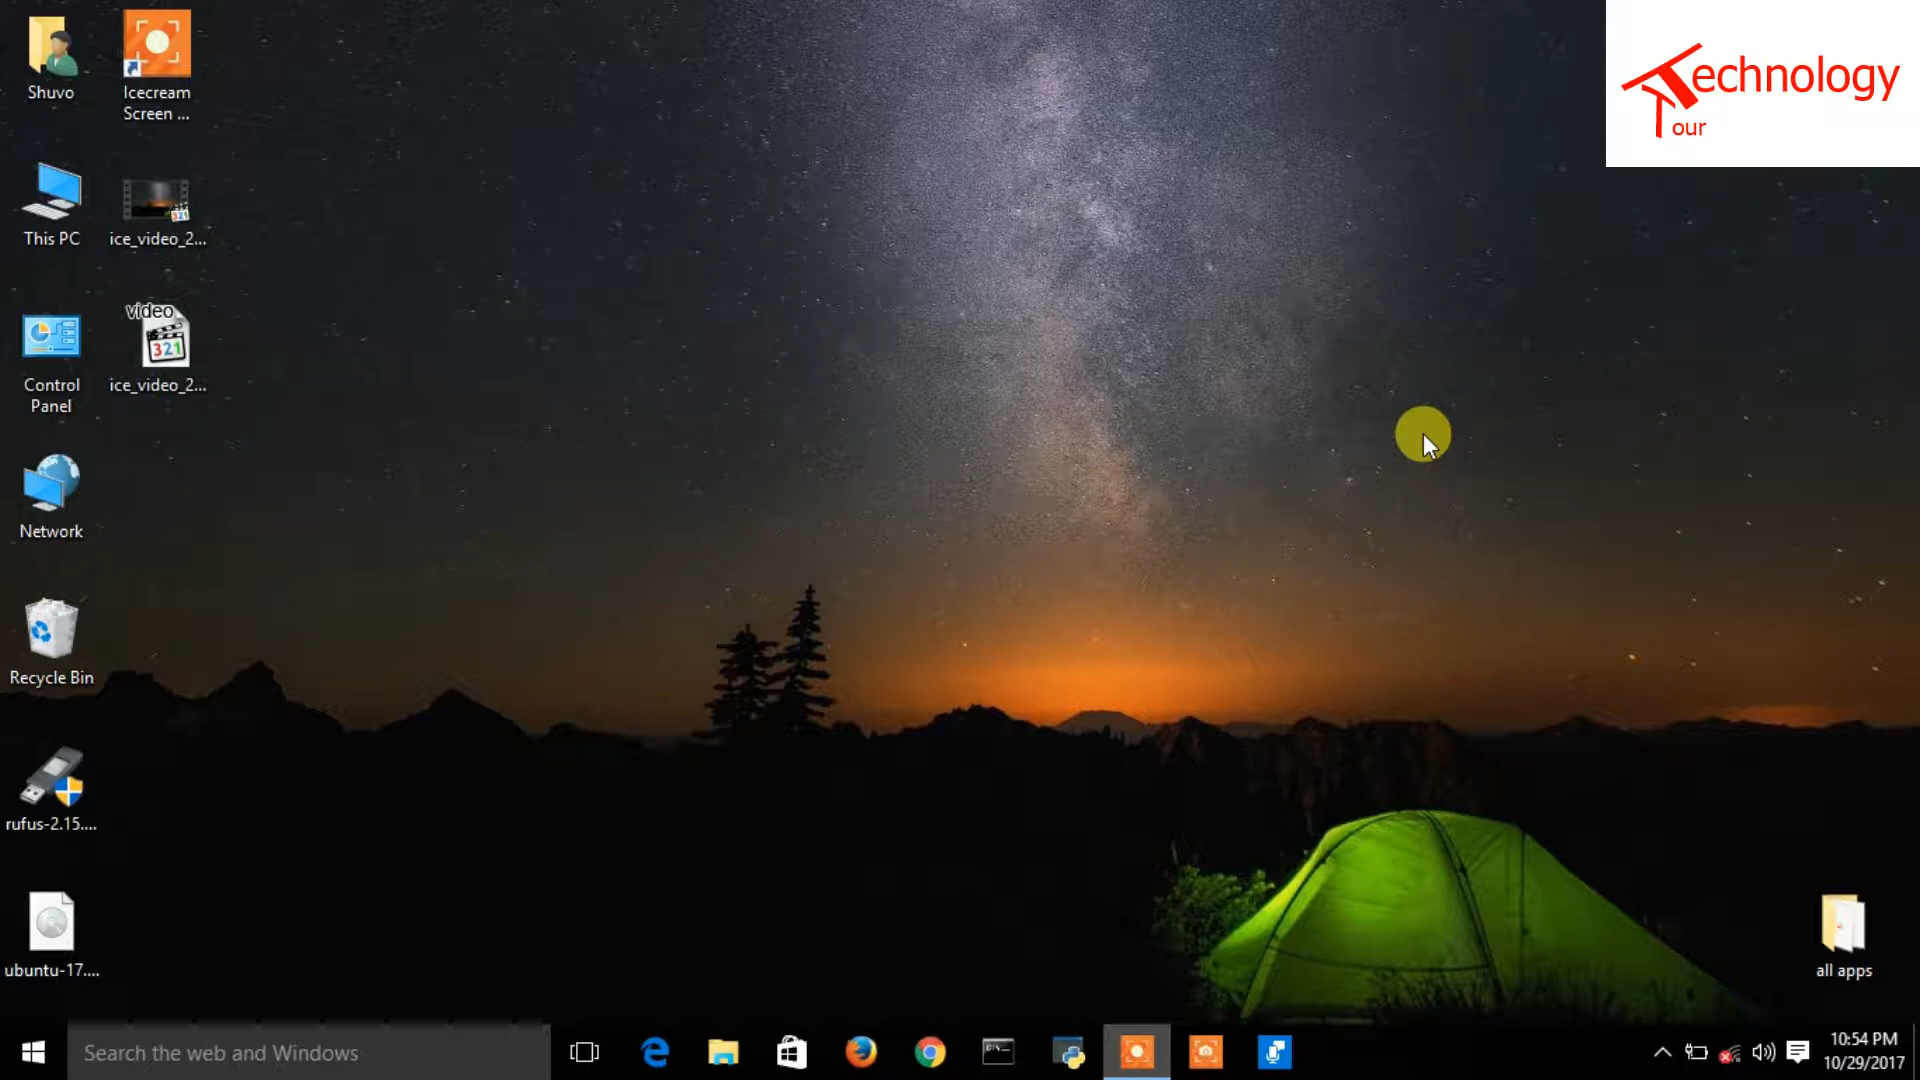 Shuvo
Icecream
Screen ...
This PC
ice_video_2...
Control
Panel
video
321
ice_video_2...
Network
Recycle Bin
rufus-2.15....
ubuntu-17....
all apps
echnology
our
Search the web and Windows
10:54 PM
10/29/2017